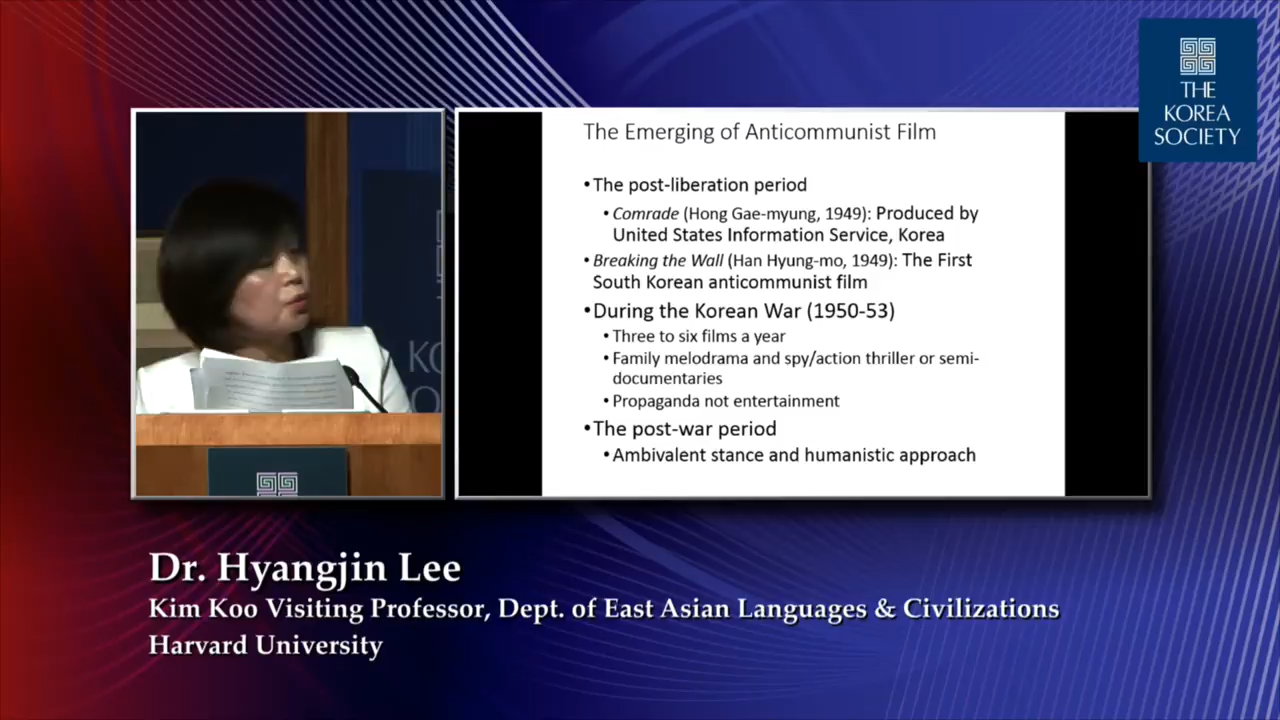 THE
KOREA
SOCIETY
The Emerging of Anticommunist Film
•The post-liberation period
•Comrade (Hong Gae-myung, 1949): Produced by
United States Information Service, Korea
•Breaking the Wall (Han Hyung-mo, 1949): The First
South Korean anticommunist film
•During the Korean War (1950-53)
•Three to six films a year
•Family melodrama and spy/action thriller or semi-
documentaries
•Propaganda not entertainment
•The post-war period
•Ambivalent stance and humanistic approach
Dr. Hyangjin Lee
Kim Koo Visiting Professor, Dept. of East Asian Languages & Civilizations
Harvard University